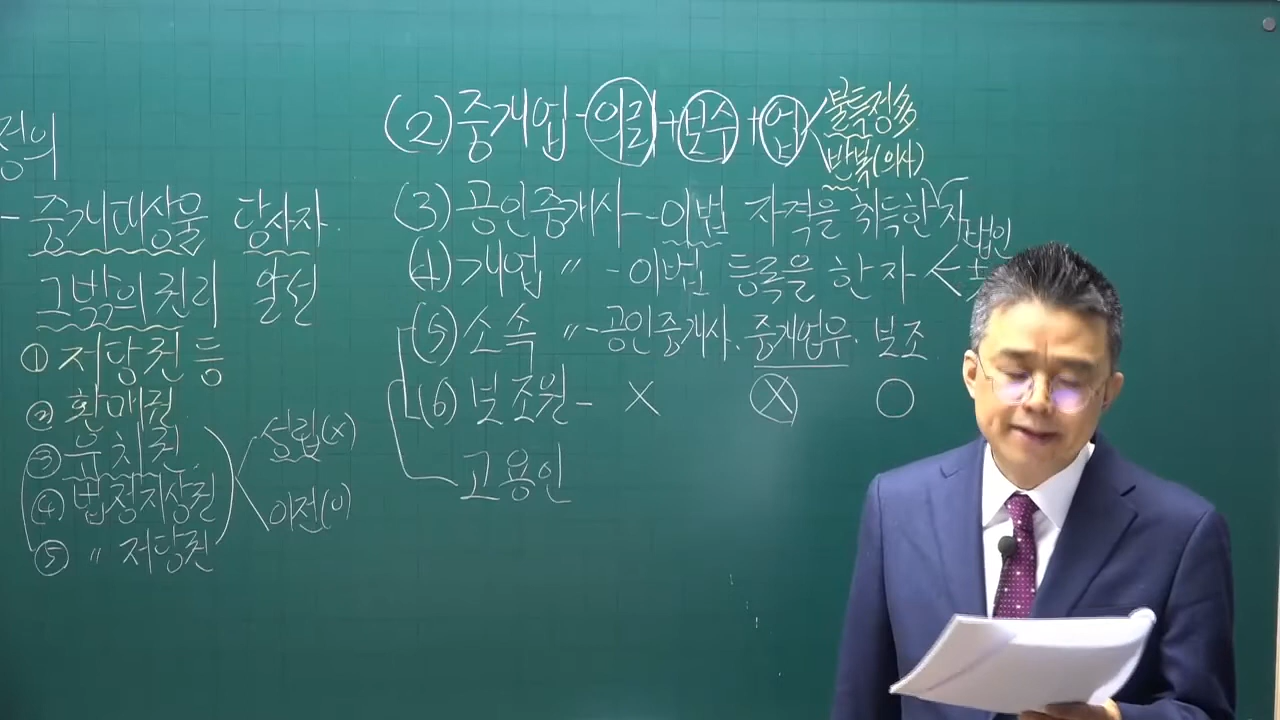 정의
- 중개대상물 당사자.
그밖의권리 알선
① 저당권 등
② 환매권
③ 유치권
④ 법정지상권
⑤ 〃 저당권
성립(x)
이전(o)
(2) 중개업 - 의뢰 + 보수 + 업
불특정多
반복(의사)
(3) 공인중개사 - 이법 자격을 취득한 자
(4) 개업 〃 - 이법 등록을 한 자
법인
(5) 소속 〃 - 공인중개사. 중개업무. 보조
(6) 보조원 - X X O
고용인